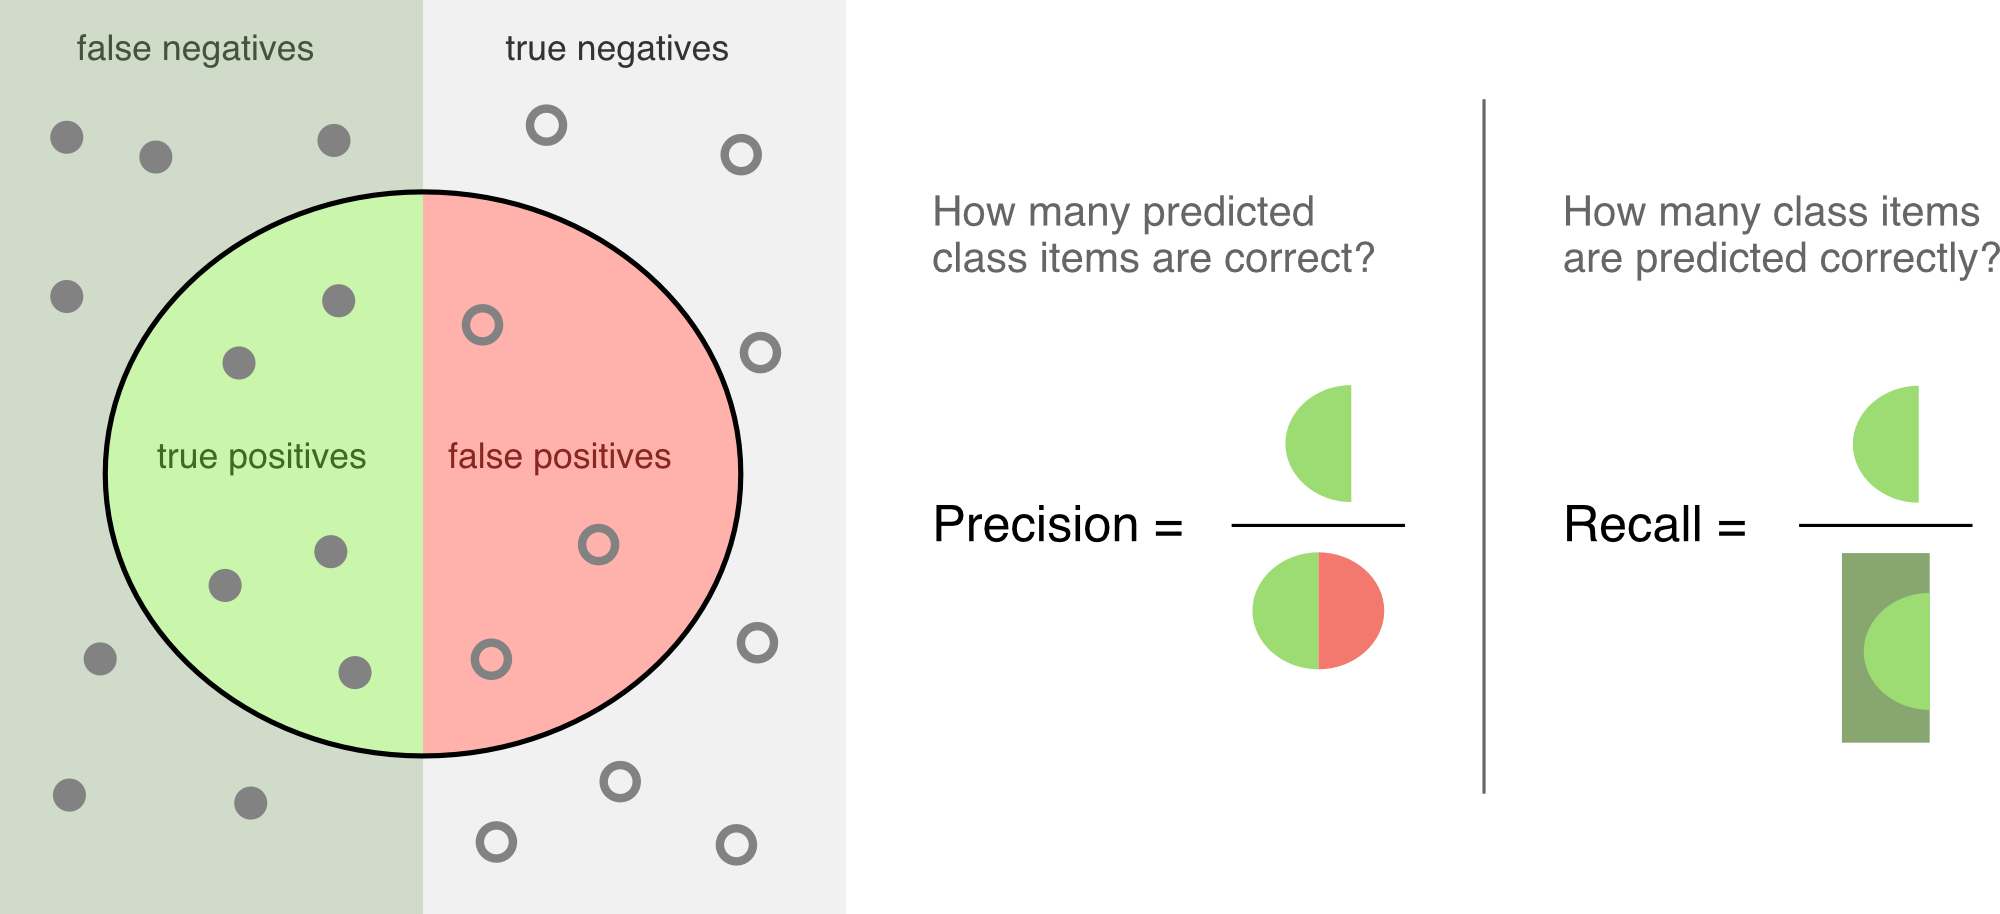 false negatives
true negatives
true positives
false positives
How many predicted
class items are correct?
Precision =
How many class items
are predicted correctly?
Recall =